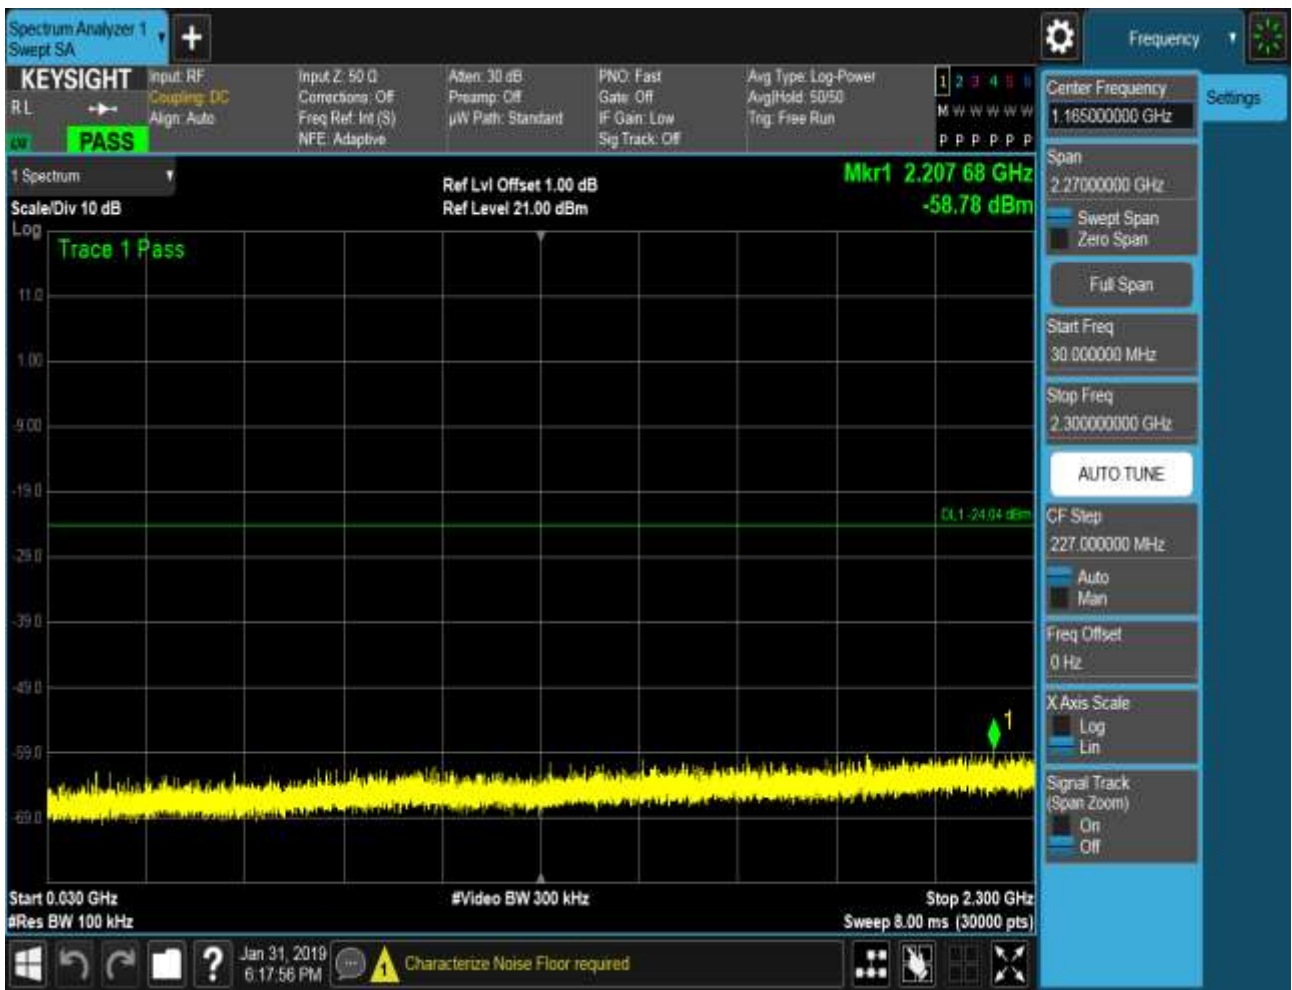 Spectrum Analyzer 1
Swept SA
+
Frequency
KEYSIGHT
R L
PASS
Input: RF
Coupling: DC
Align: Auto
Input Z: 50 Ω
Corrections: Off
Freq Ref: Int (S)
NFE: Adaptive
Atten: 30 dB
Preamp: Off
µW Path: Standard
PNO: Fast
Gate: Off
IF Gain: Low
Sig Track: Off
Avg Type: Log-Power
Avg|Hold: 50/50
Trig: Free Run
1 2 3 4 5 6
M W W W W W
P P P P P P
Center Frequency
1.165000000 GHz
Settings
1 Spectrum
Scale/Div 10 dB
Log
Ref Lvl Offset 1.00 dB
Ref Level 21.00 dBm
Mkr1 2.207 68 GHz
-58.78 dBm
Trace 1 Pass
11.0
1.00
-9.00
-19.0
-29.0
-39.0
-49.0
-59.0
-69.0
DL1 -24.04 dBm
1
Start 0.030 GHz
#Res BW 100 kHz
#Video BW 300 kHz
Stop 2.300 GHz
Sweep 8.00 ms (30000 pts)
Span
2.27000000 GHz
Swept Span
Zero Span
Full Span
Start Freq
30.000000 MHz
Stop Freq
2.300000000 GHz
AUTO TUNE
CF Step
227.000000 MHz
Auto
Man
Freq Offset
0 Hz
X Axis Scale
Log
Lin
Signal Track
(Span Zoom)
On
Off
?
Jan 31, 2019
6:17:56 PM
1
Characterize Noise Floor required